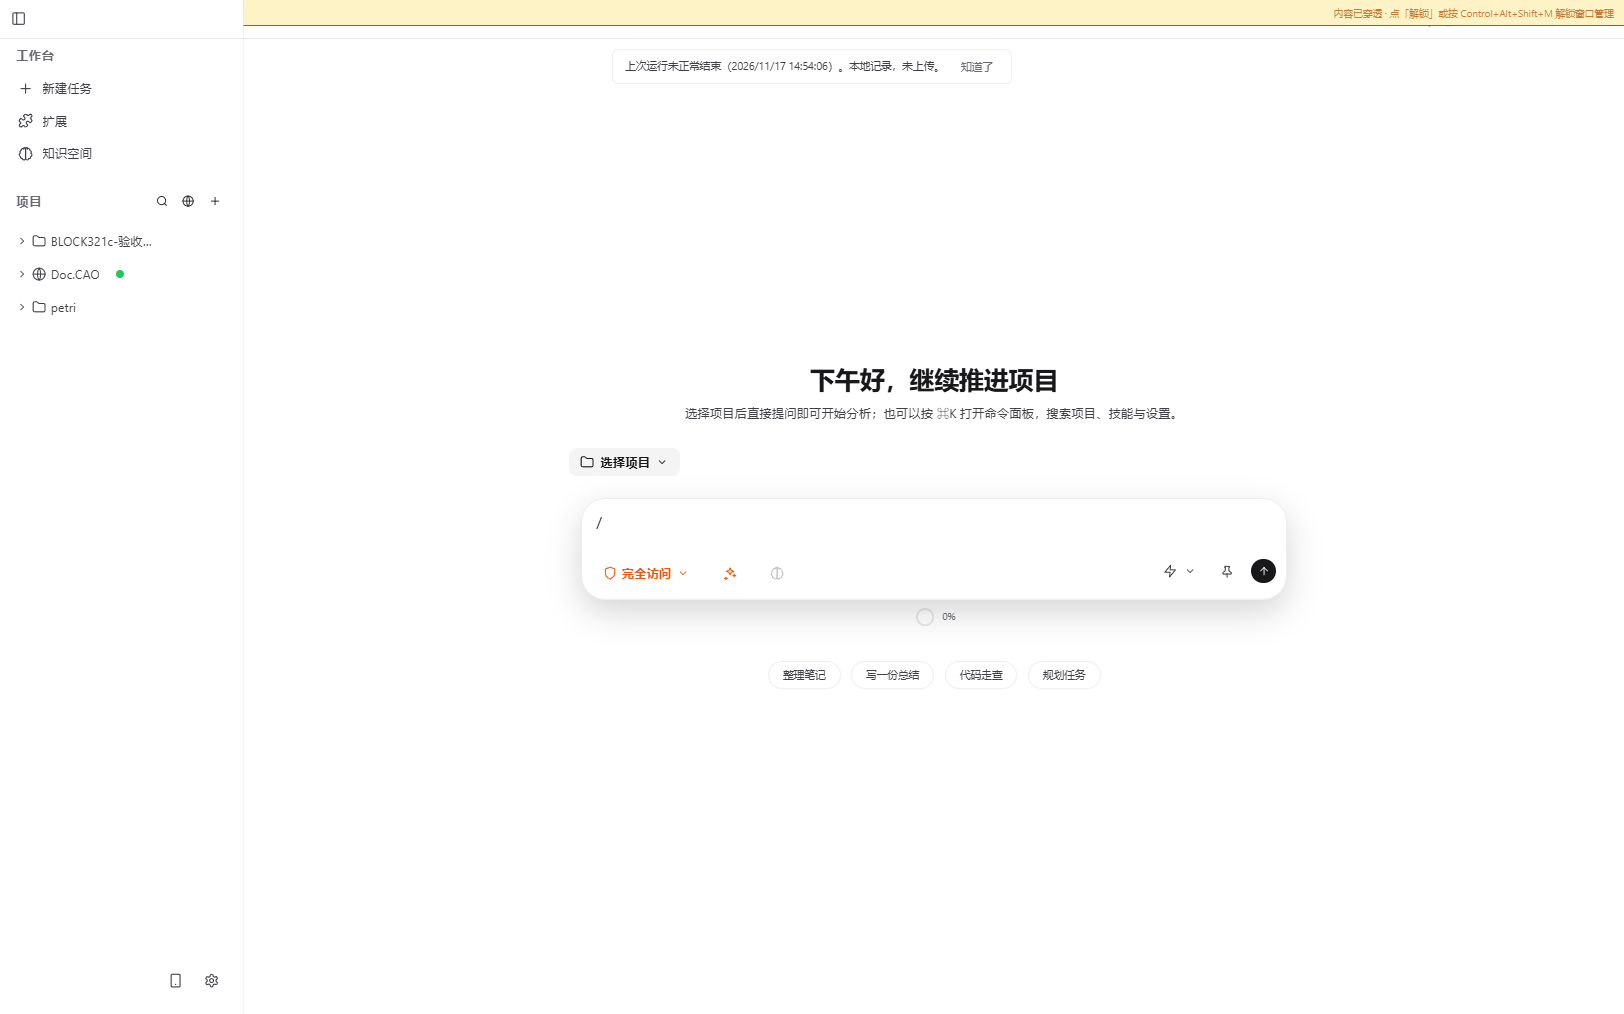 内容已穿透 · 点「解锁」或按 Control+Alt+Shift+M 解锁窗口管理
工作台
新建任务
扩展
知识空间
项目
BLOCK321c-验收...
Doc.CAO
petri
上次运行未正常结束（2026/11/17 14:54:06）。本地记录，未上传。 知道了
下午好，继续推进项目
选择项目后直接提问即可开始分析；也可以按 ⌘K 打开命令面板，搜索项目、技能与设置。
选择项目
/
完全访问
0%
整理笔记 写一份总结 代码走查 规划任务